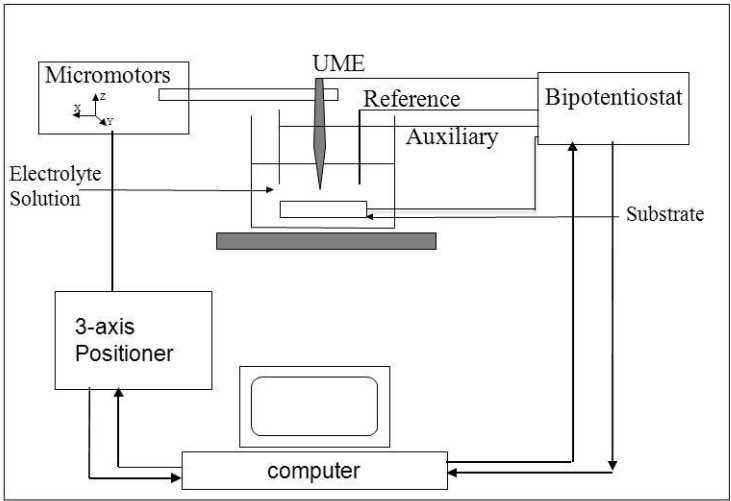 UME
Micromotors
Z
X
Y
Reference
Bipotentiostat
Auxiliary
Electrolyte
Solution
Substrate
3-axis
Positioner
computer